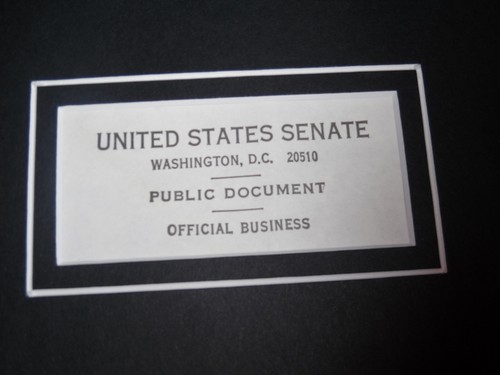 UNITED STATES SENATE
WASHINGTON, D.C. 20510
PUBLIC DOCUMENT
OFFICIAL BUSINESS